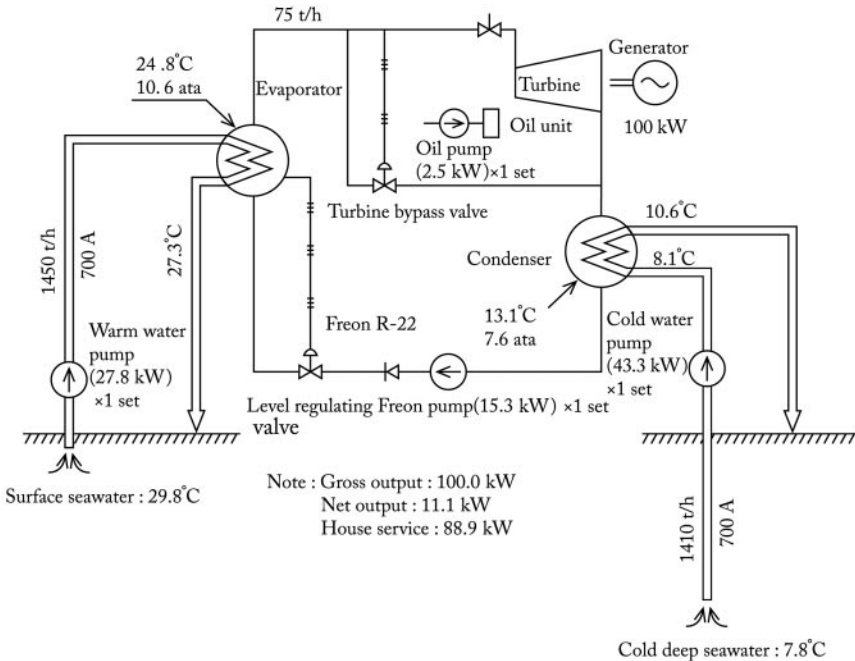 75 t/h
24 .8°C
10. 6 ata
Evaporator
Generator
Turbine
100 kW
Oil unit
Oil pump
(2.5 kW)×1 set
Turbine bypass valve
1450 t/h
700 A
27.3°C
10.6°C
8.1°C
Condenser
13.1°C
7.6 ata
Warm water
pump
(27.8 kW)
×1 set
Freon R-22
Cold water
pump
(43.3 kW)
×1 set
Level regulating Freon pump(15.3 kW) ×1 set
valve
Surface seawater : 29.8°C
Note : Gross output : 100.0 kW
Net output : 11.1 kW
House service : 88.9 kW
1410 t/h
700 A
Cold deep seawater : 7.8°C